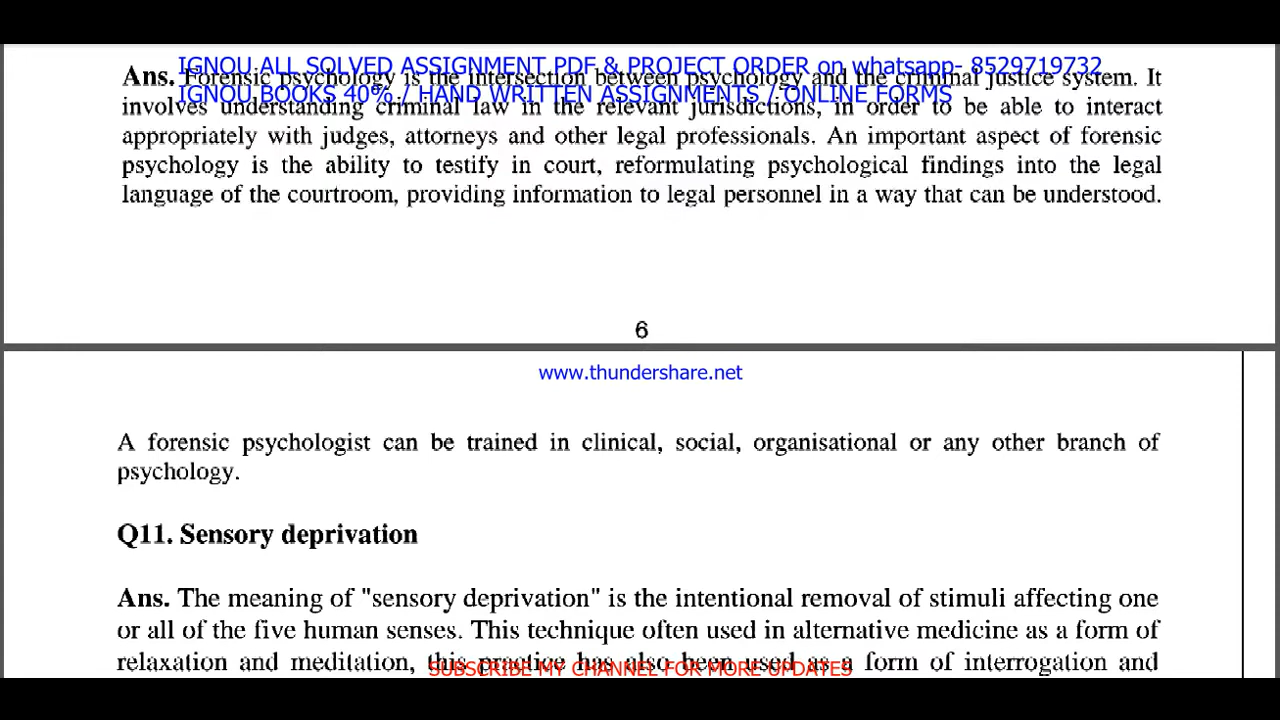 IGNOU ALL SOLVED ASSIGNMENT PDF & PROJECT ORDER on whatsapp- 8529719732
Ans. Forensic psychology is the intersection between psychology and the criminal justice system. It
IGNOU BOOKS 40% / HAND WRITTEN ASSIGNMENTS / ONLINE FORMS
involves understanding criminal law in the relevant jurisdictions, in order to be able to interact
appropriately with judges, attorneys and other legal professionals. An important aspect of forensic
psychology is the ability to testify in court, reformulating psychological findings into the legal
language of the courtroom, providing information to legal personnel in a way that can be understood.
6
www.thundershare.net
A forensic psychologist can be trained in clinical, social, organisational or any other branch of
psychology.
Q11. Sensory deprivation
Ans. The meaning of "sensory deprivation" is the intentional removal of stimuli affecting one
or all of the five human senses. This technique often used in alternative medicine as a form of
relaxation and meditation, this practice has also been used as a form of interrogation and
SUBSCRIBE MY CHANNEL FOR MORE UPDATES